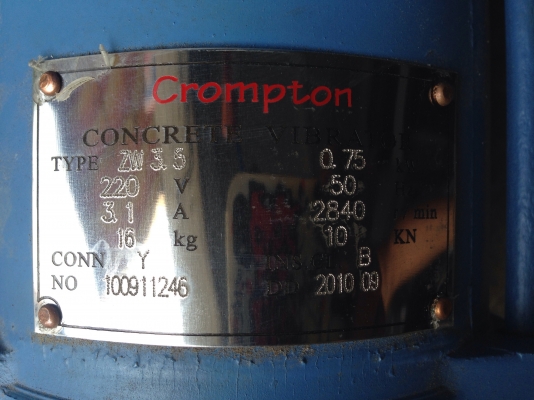 Crompton
CONCRETE VIBRA
TYPE ZW 3.5 0.75
220 V 50
3.1 A 2840 min
16 kg 10 KN
CONN Y B
NO 100911246 2010 09